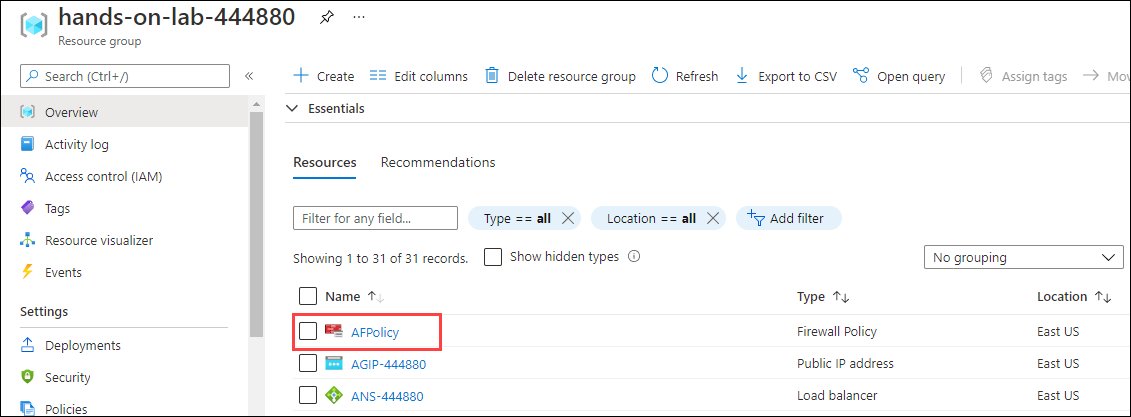 hands-on-lab-444880 ...
Resource group
Search (Ctrl+/) «
+ Create Edit columns Delete resource group Refresh Export to CSV Open query Assign tags Mov
Overview
Essentials
Activity log
Access control (IAM)
Resources Recommendations
Tags
Filter for any field... Type == all Location == all Add filter
Resource visualizer
Showing 1 to 31 of 31 records. Show hidden types No grouping
Events
Name ↑↓ Type ↑↓ Location ↑↓
Settings
AFPolicy Firewall Policy East US
Deployments
AGIP-444880 Public IP address East US
Security
ANS-444880 Load balancer East US
Policies